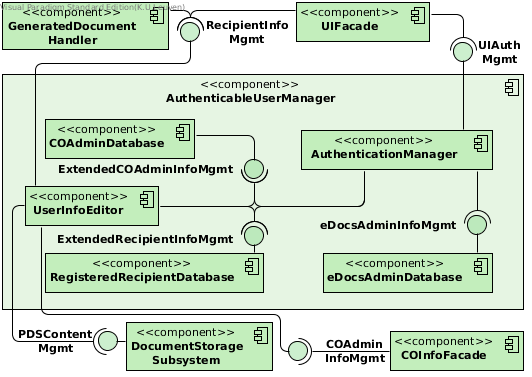 Visual Paradigm Standard Edition(K.U.Leuven)
<<component>>
GeneratedDocument
Handler
RecipientInfo
Mgmt
<<component>>
UIFacade
UIAuth
Mgmt
<<component>>
AuthenticableUserManager
<<component>>
COAdminDatabase
<<component>>
AuthenticationManager
ExtendedCOAdminInfoMgmt
<<component>>
UserInfoEditor
eDocsAdminInfoMgmt
ExtendedRecipientInfoMgmt
<<component>>
RegisteredRecipientDatabase
<<component>>
eDocsAdminDatabase
PDSContent
Mgmt
<<component>>
DocumentStorage
Subsystem
COAdmin
InfoMgmt
<<component>>
COInfoFacade